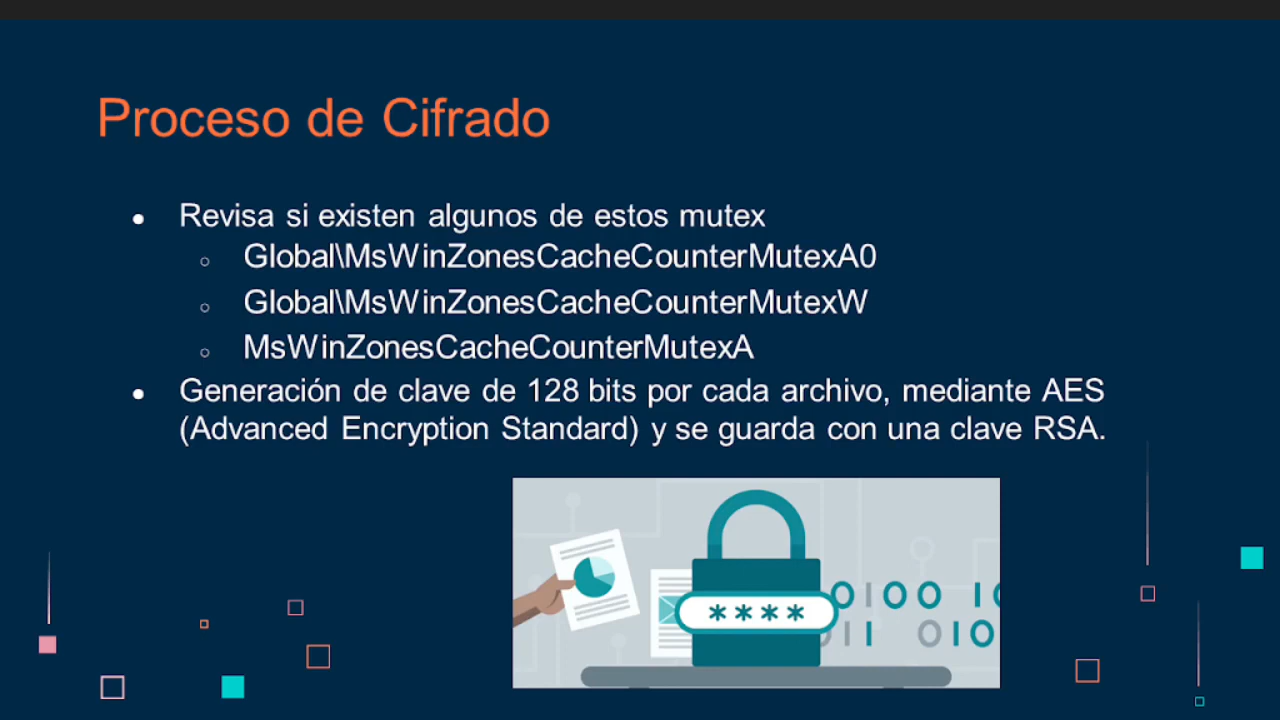 Proceso de Cifrado
Revisa si existen algunos de estos mutex
Global\MsWinZonesCacheCounterMutexA0
Global\MsWinZonesCacheCounterMutexW
MsWinZonesCacheCounterMutexA
Generación de clave de 128 bits por cada archivo, mediante AES
(Advanced Encryption Standard) y se guarda con una clave RSA.
0100 10
****
011 010